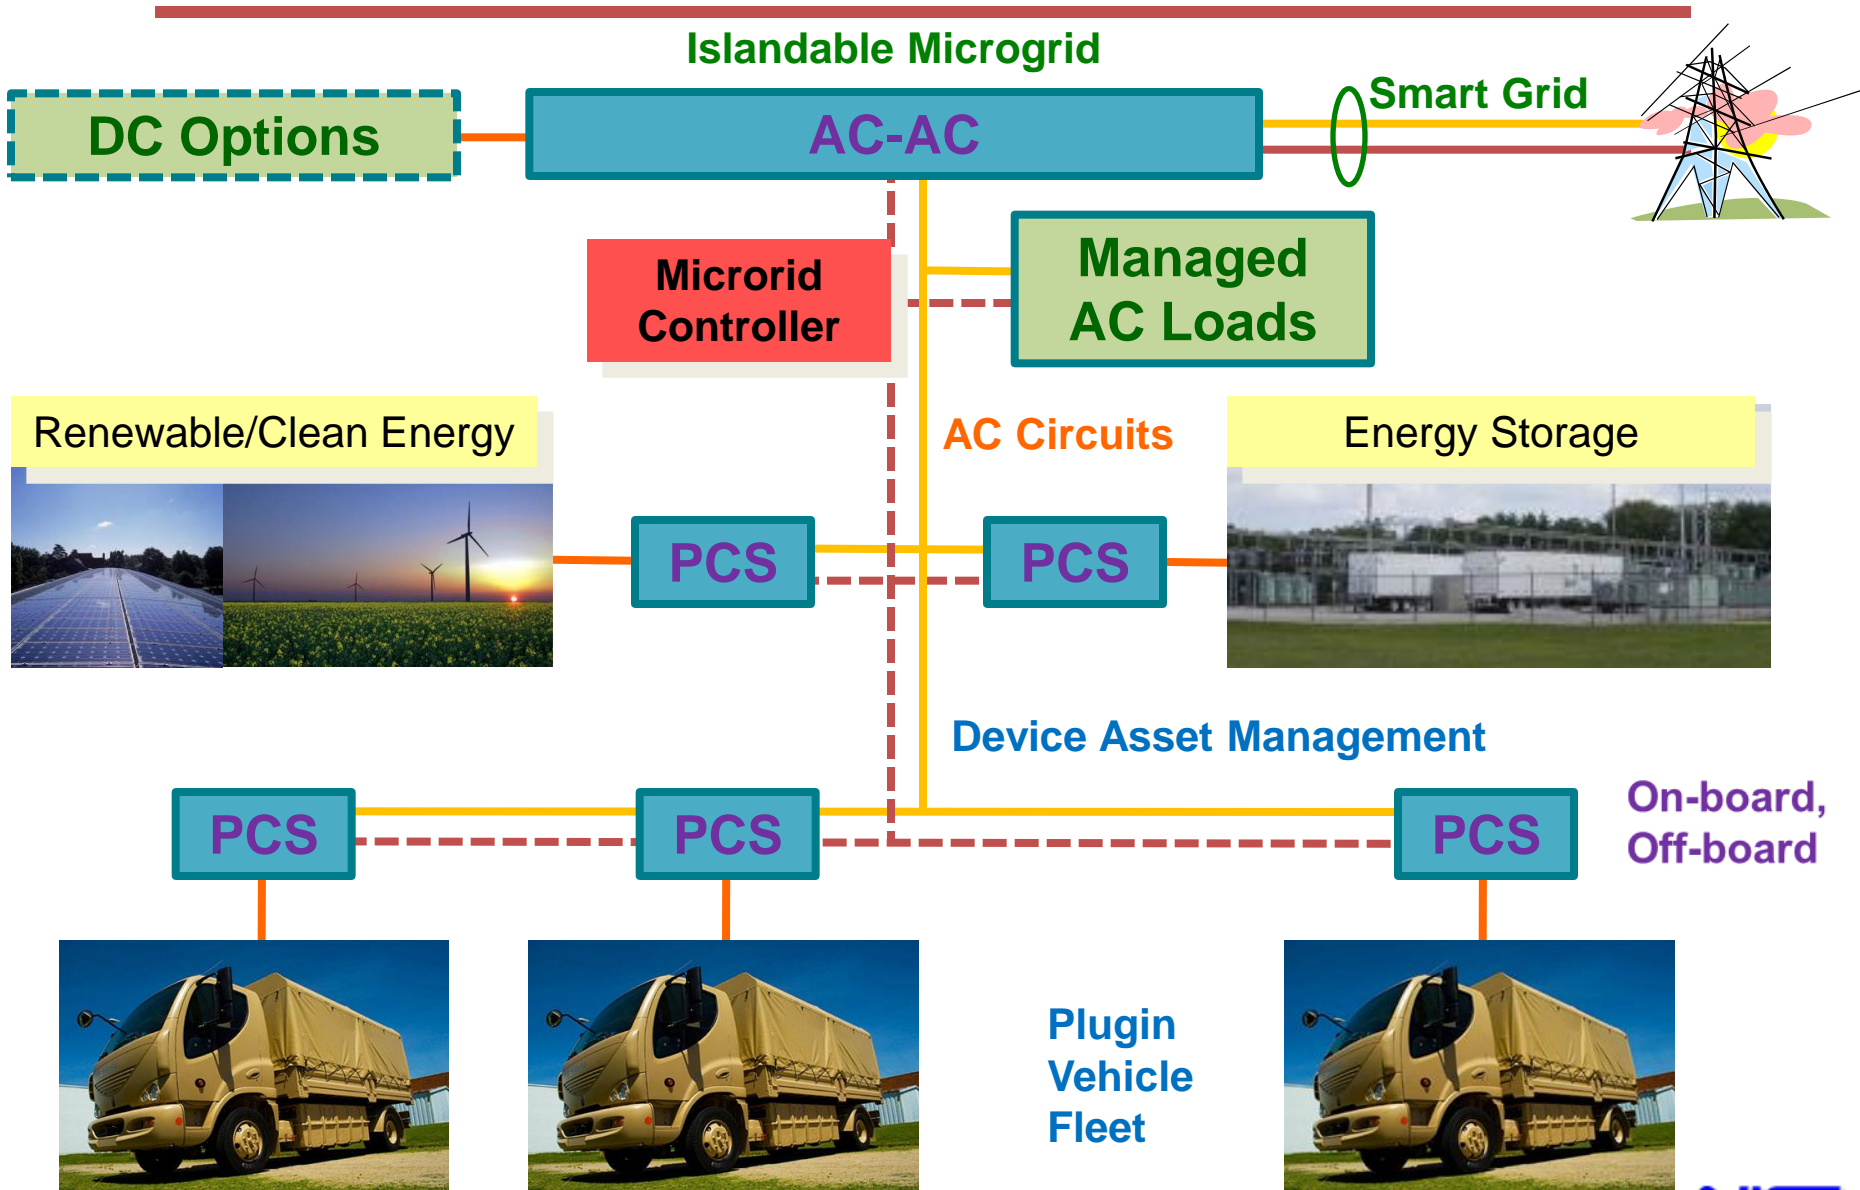 Islandable Microgrid
Smart Grid
DC Options
AC-AC
Microrid
Controller
Managed
AC Loads
Renewable/Clean Energy
AC Circuits
Energy Storage
PCS
PCS
Device Asset Management
PCS
PCS
PCS
On-board,
Off-board
Plugin
Vehicle
Fleet